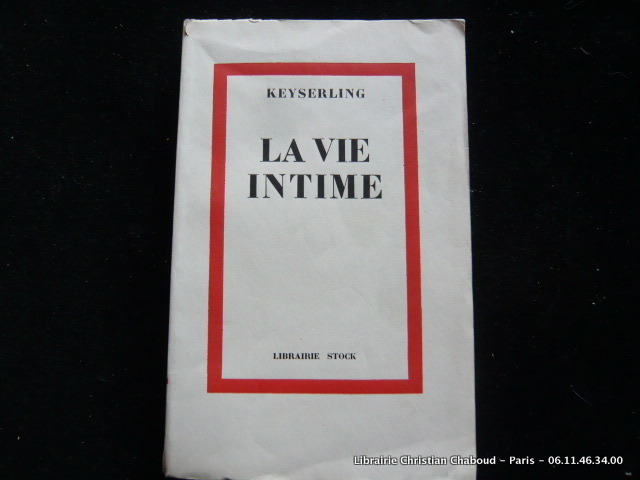 KEYSERLING
LA VIE
INTIME
LIBRAIRIE STOCK
Librairie Christian Chaboud - Paris - 06.11.46.34.00